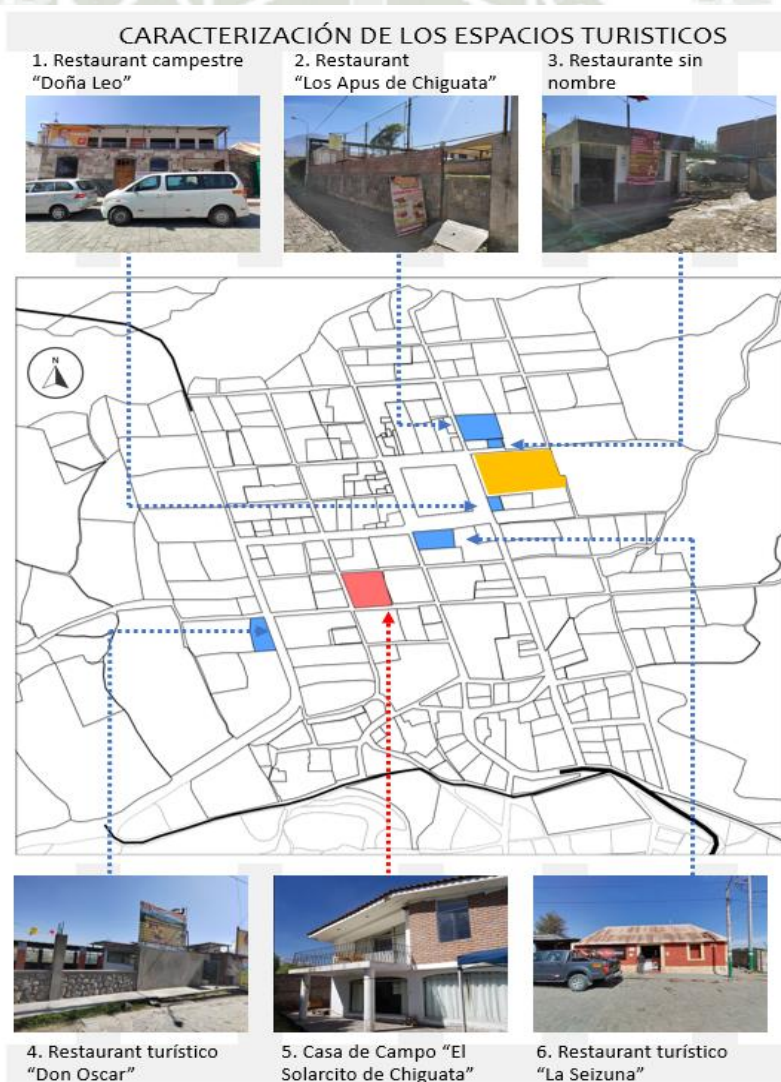 CARACTERIZACIÓN DE LOS ESPACIOS TURISTICOS
1. Restaurant campestre
“Doña Leo”
2. Restaurant
“Los Apus de Chiguata”
3. Restaurante sin
nombre
N
4. Restaurant turístico
“Don Oscar”
5. Casa de Campo “El
Solarcito de Chiguata”
6. Restaurant turístico
“La Seizuna”